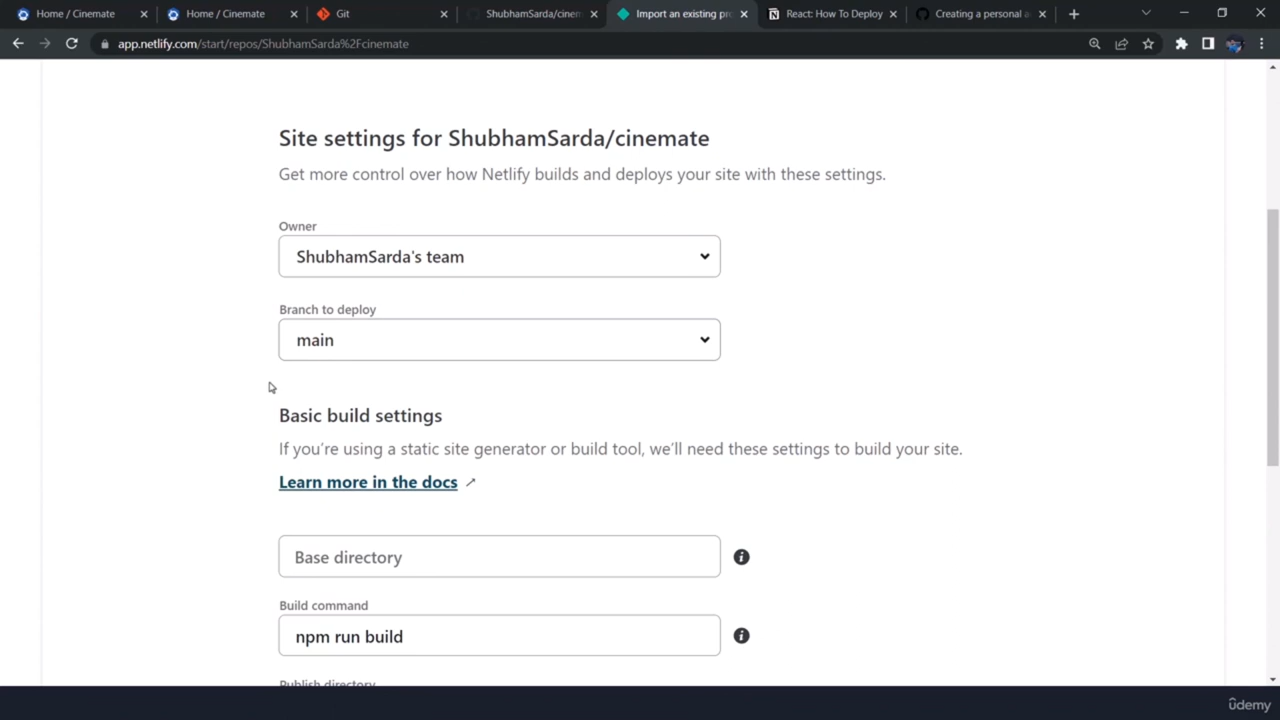 Home / Cinemate
Home / Cinemate
Git
ShubhamSarda/cinem
Import an existing pr
React: How To Deploy
Creating a personal a
app.netlify.com/start/repos/ShubhamSarda%2Fcinemate
Site settings for ShubhamSarda/cinemate
Get more control over how Netlify builds and deploys your site with these settings.
Owner
ShubhamSarda's team
Branch to deploy
main
Basic build settings
If you're using a static site generator or build tool, we'll need these settings to build your site.
Learn more in the docs
Base directory
Build command
npm run build
Publish directory
udemy